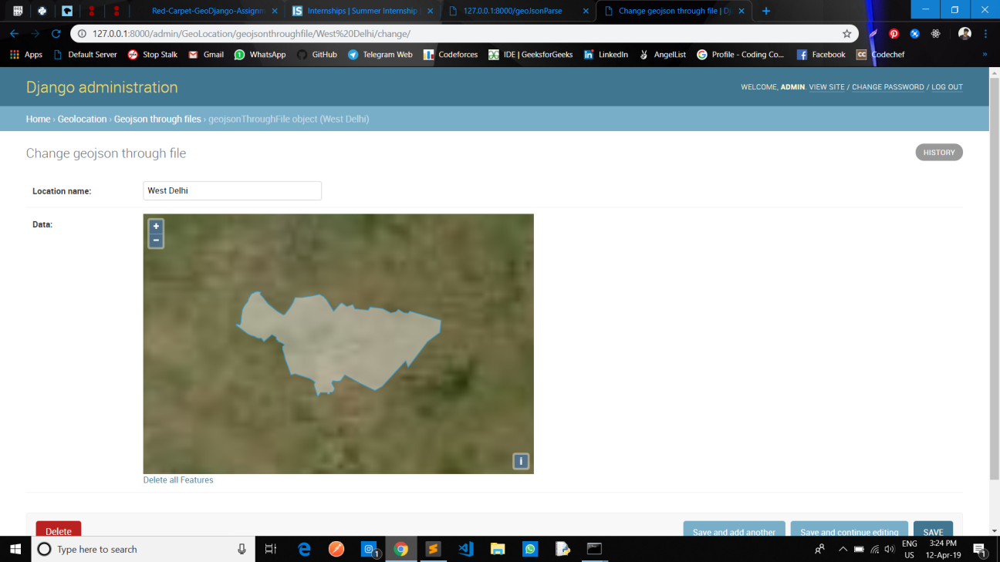 Red-Carpet-GeoDjango-Assignm
Internships | Summer Internship
127.0.0.1:8000/geoJsonParse
Change geojson through file | Dj
127.0.0.1:8000/admin/GeoLocation/geojsonthroughfile/West%20Delhi/change/
Apps
Default Server
Stop Stalk
Gmail
WhatsApp
GitHub
Telegram Web
Codeforces
IDE | GeeksforGeeks
LinkedIn
AngelList
Profile - Coding Co...
Facebook
Codechef
»
Django administration
WELCOME, ADMIN. VIEW SITE / CHANGE PASSWORD / LOG OUT
Home › Geolocation › Geojson through files › geojsonThroughFile object (West Delhi)
Change geojson through file
HISTORY
Location name:
West Delhi
Data:
+
–
i
Delete all Features
Delete
Save and add another
Save and continue editing
SAVE
Type here to search
1
ENG
US
3:24 PM
12-Apr-19
1